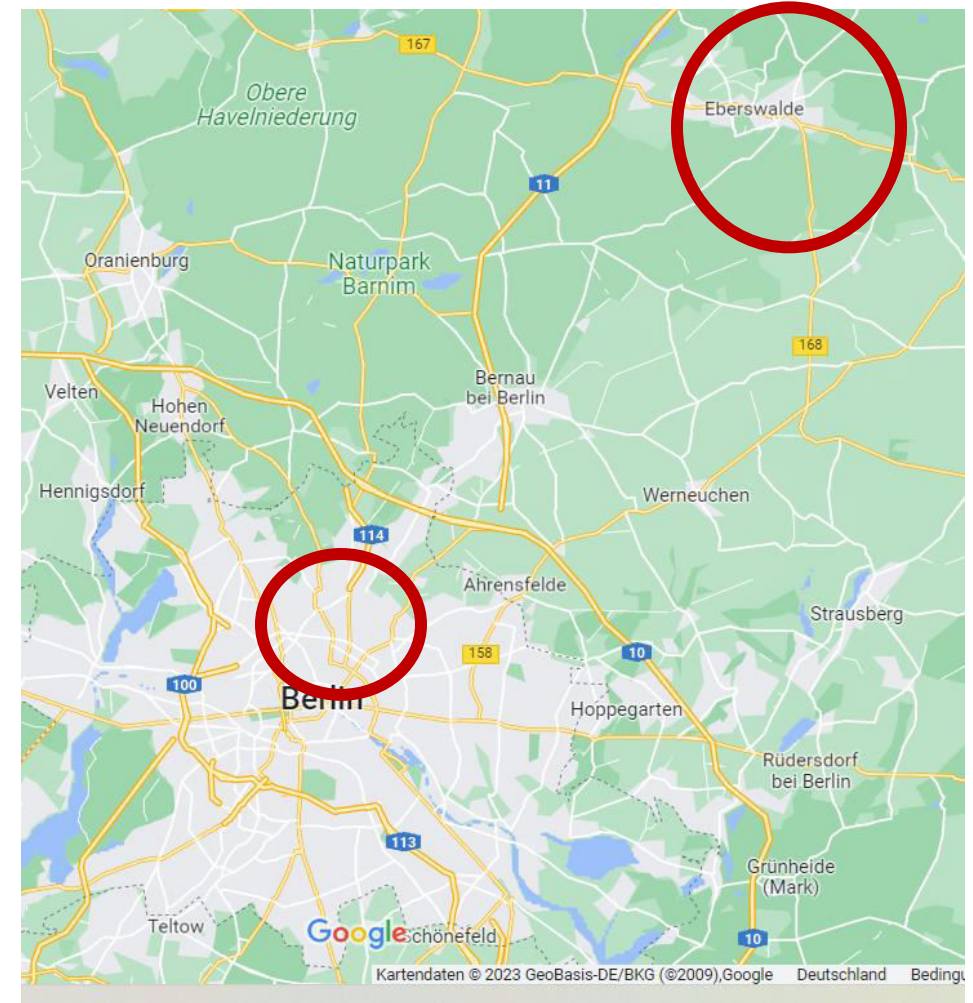 167
Obere
Havelniederung
Eberswalde
11
Oranienburg
Naturpark
Barnim
168
Velten
Bernau
bei Berlin
Hohen
Neuendorf
Hennigsdorf
Werneuchen
114
Ahrensfelde
Strausberg
158
10
100
Berlin
Hoppegarten
Rüdersdorf
bei Berlin
113
Grünheide
(Mark)
Teltow
Google
Schönefeld
10
Kartendaten © 2023 GeoBasis-DE/BKG (©2009),Google Deutschland Bedingu